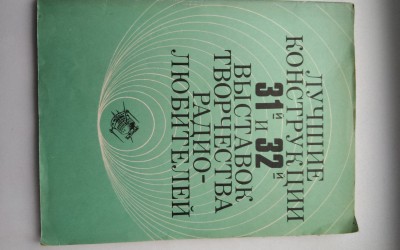 ЛУЧШИЕ
КОНСТРУКЦИИ
31й и 32й
ВЫСТАВОК
ТВОРЧЕСТВА
РАДИО-
ЛЮБИТЕЛЕЙ